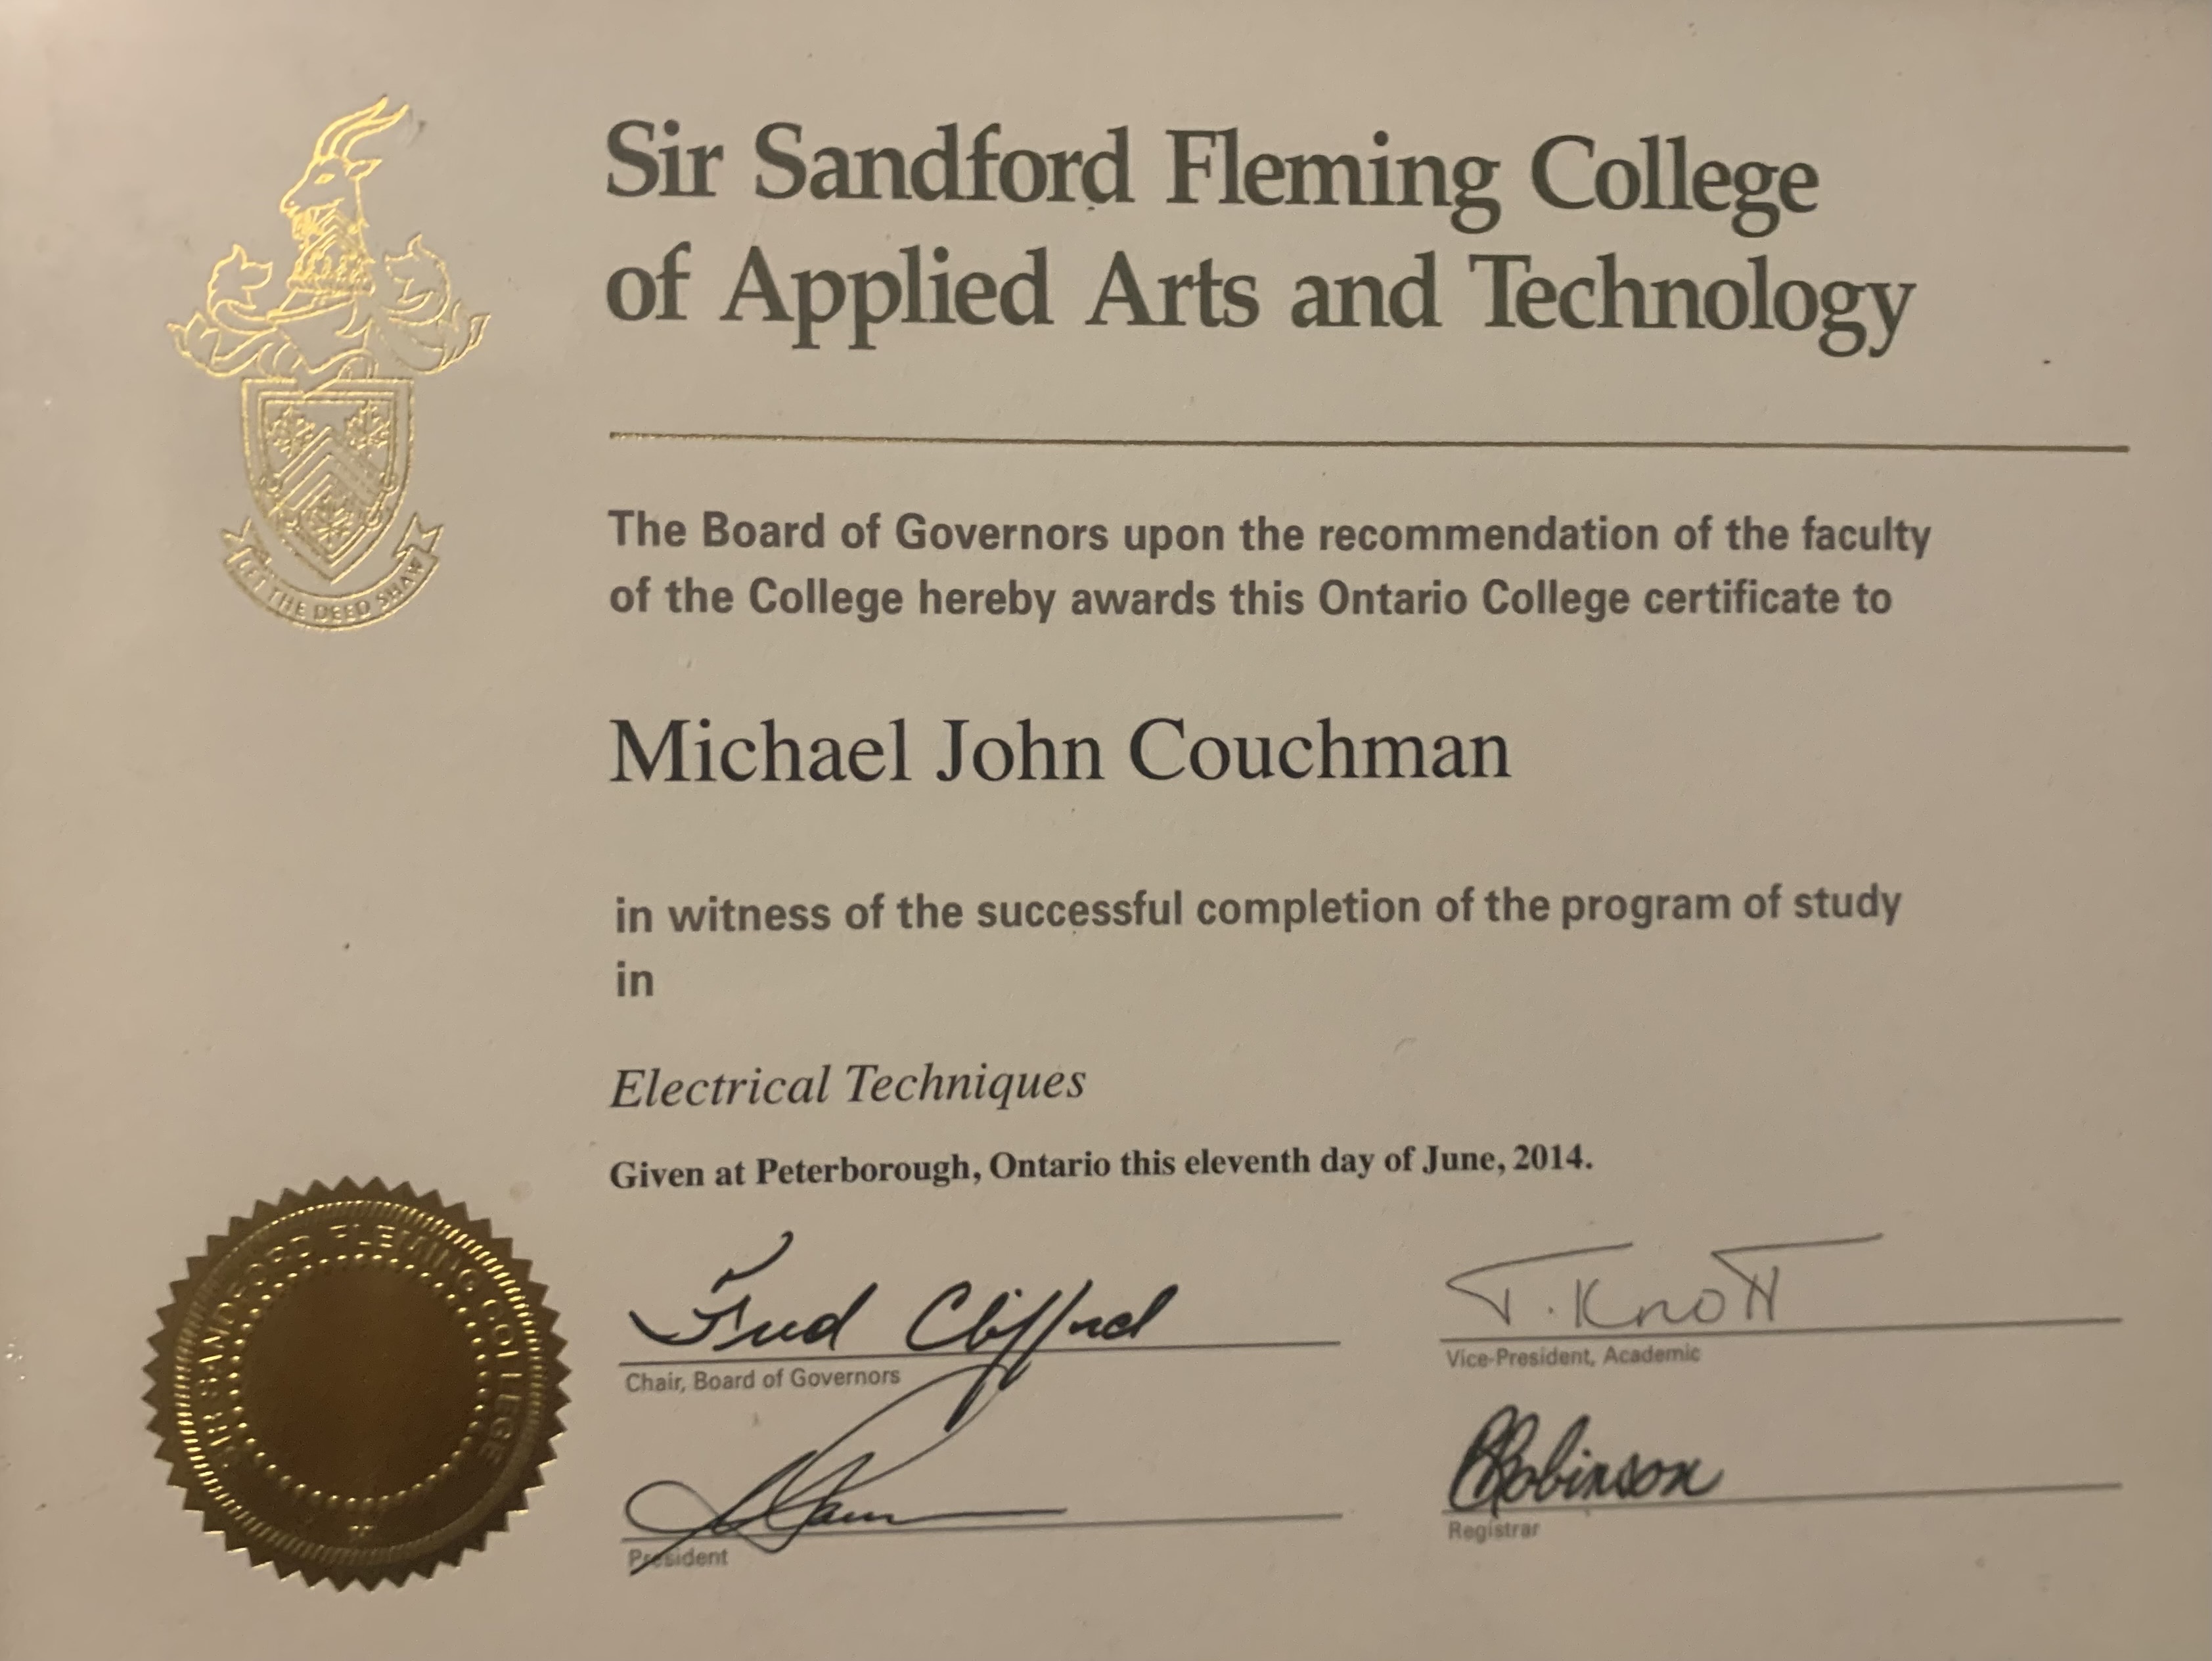 Sir Sandford Fleming College
of Applied Arts and Technology
LET THE DEED SHAW
The Board of Governors upon the recommendation of the faculty
of the College hereby awards this Ontario College certificate to
Michael John Couchman
in witness of the successful completion of the program of study
in
Electrical Techniques
Given at Peterborough, Ontario this eleventh day of June, 2014.
SIR SANDFORD FLEMING COLLEGE
Fred Clifford
Chair, Board of Governors
T. Knott
Vice-President, Academic
President
Robinson
Registrar